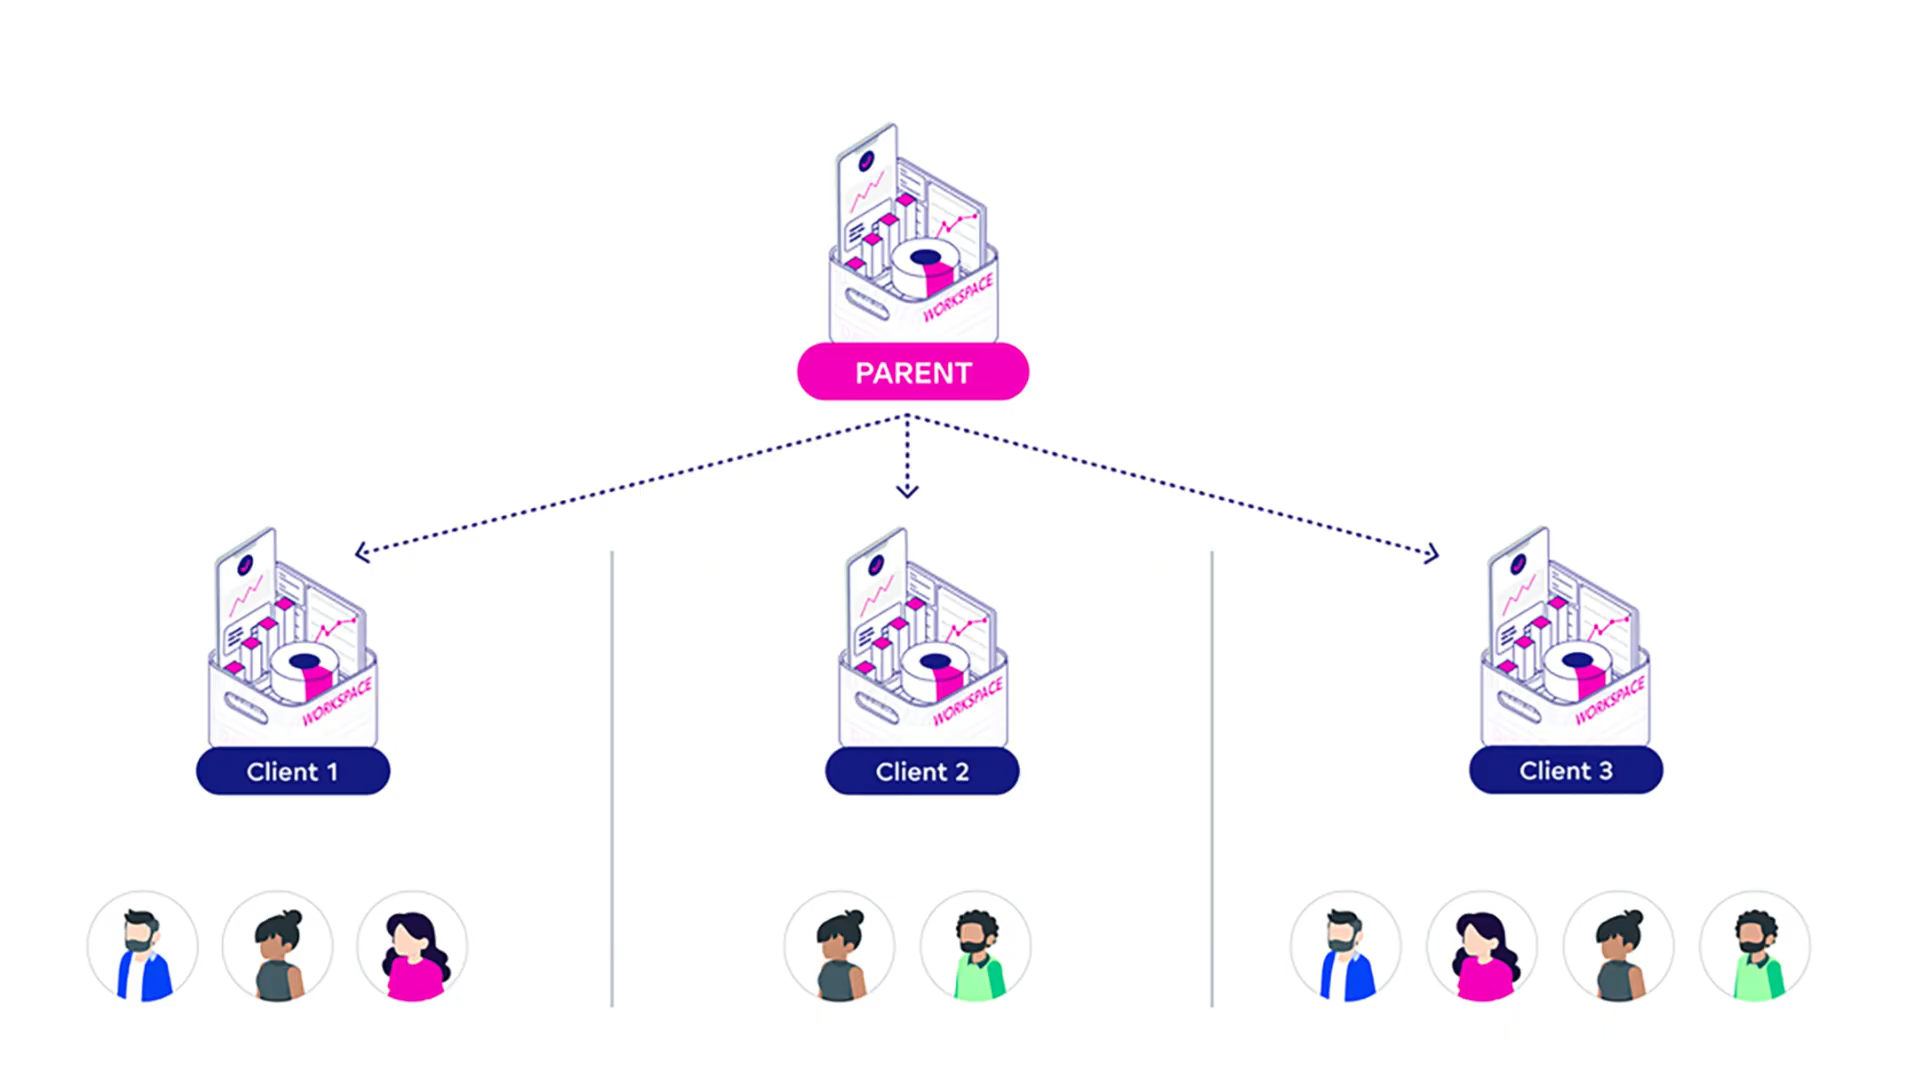 WORKSPACE
PARENT
WORKSPACE
WORKSPACE
WORKSPACE
Client 1
Client 2
Client 3